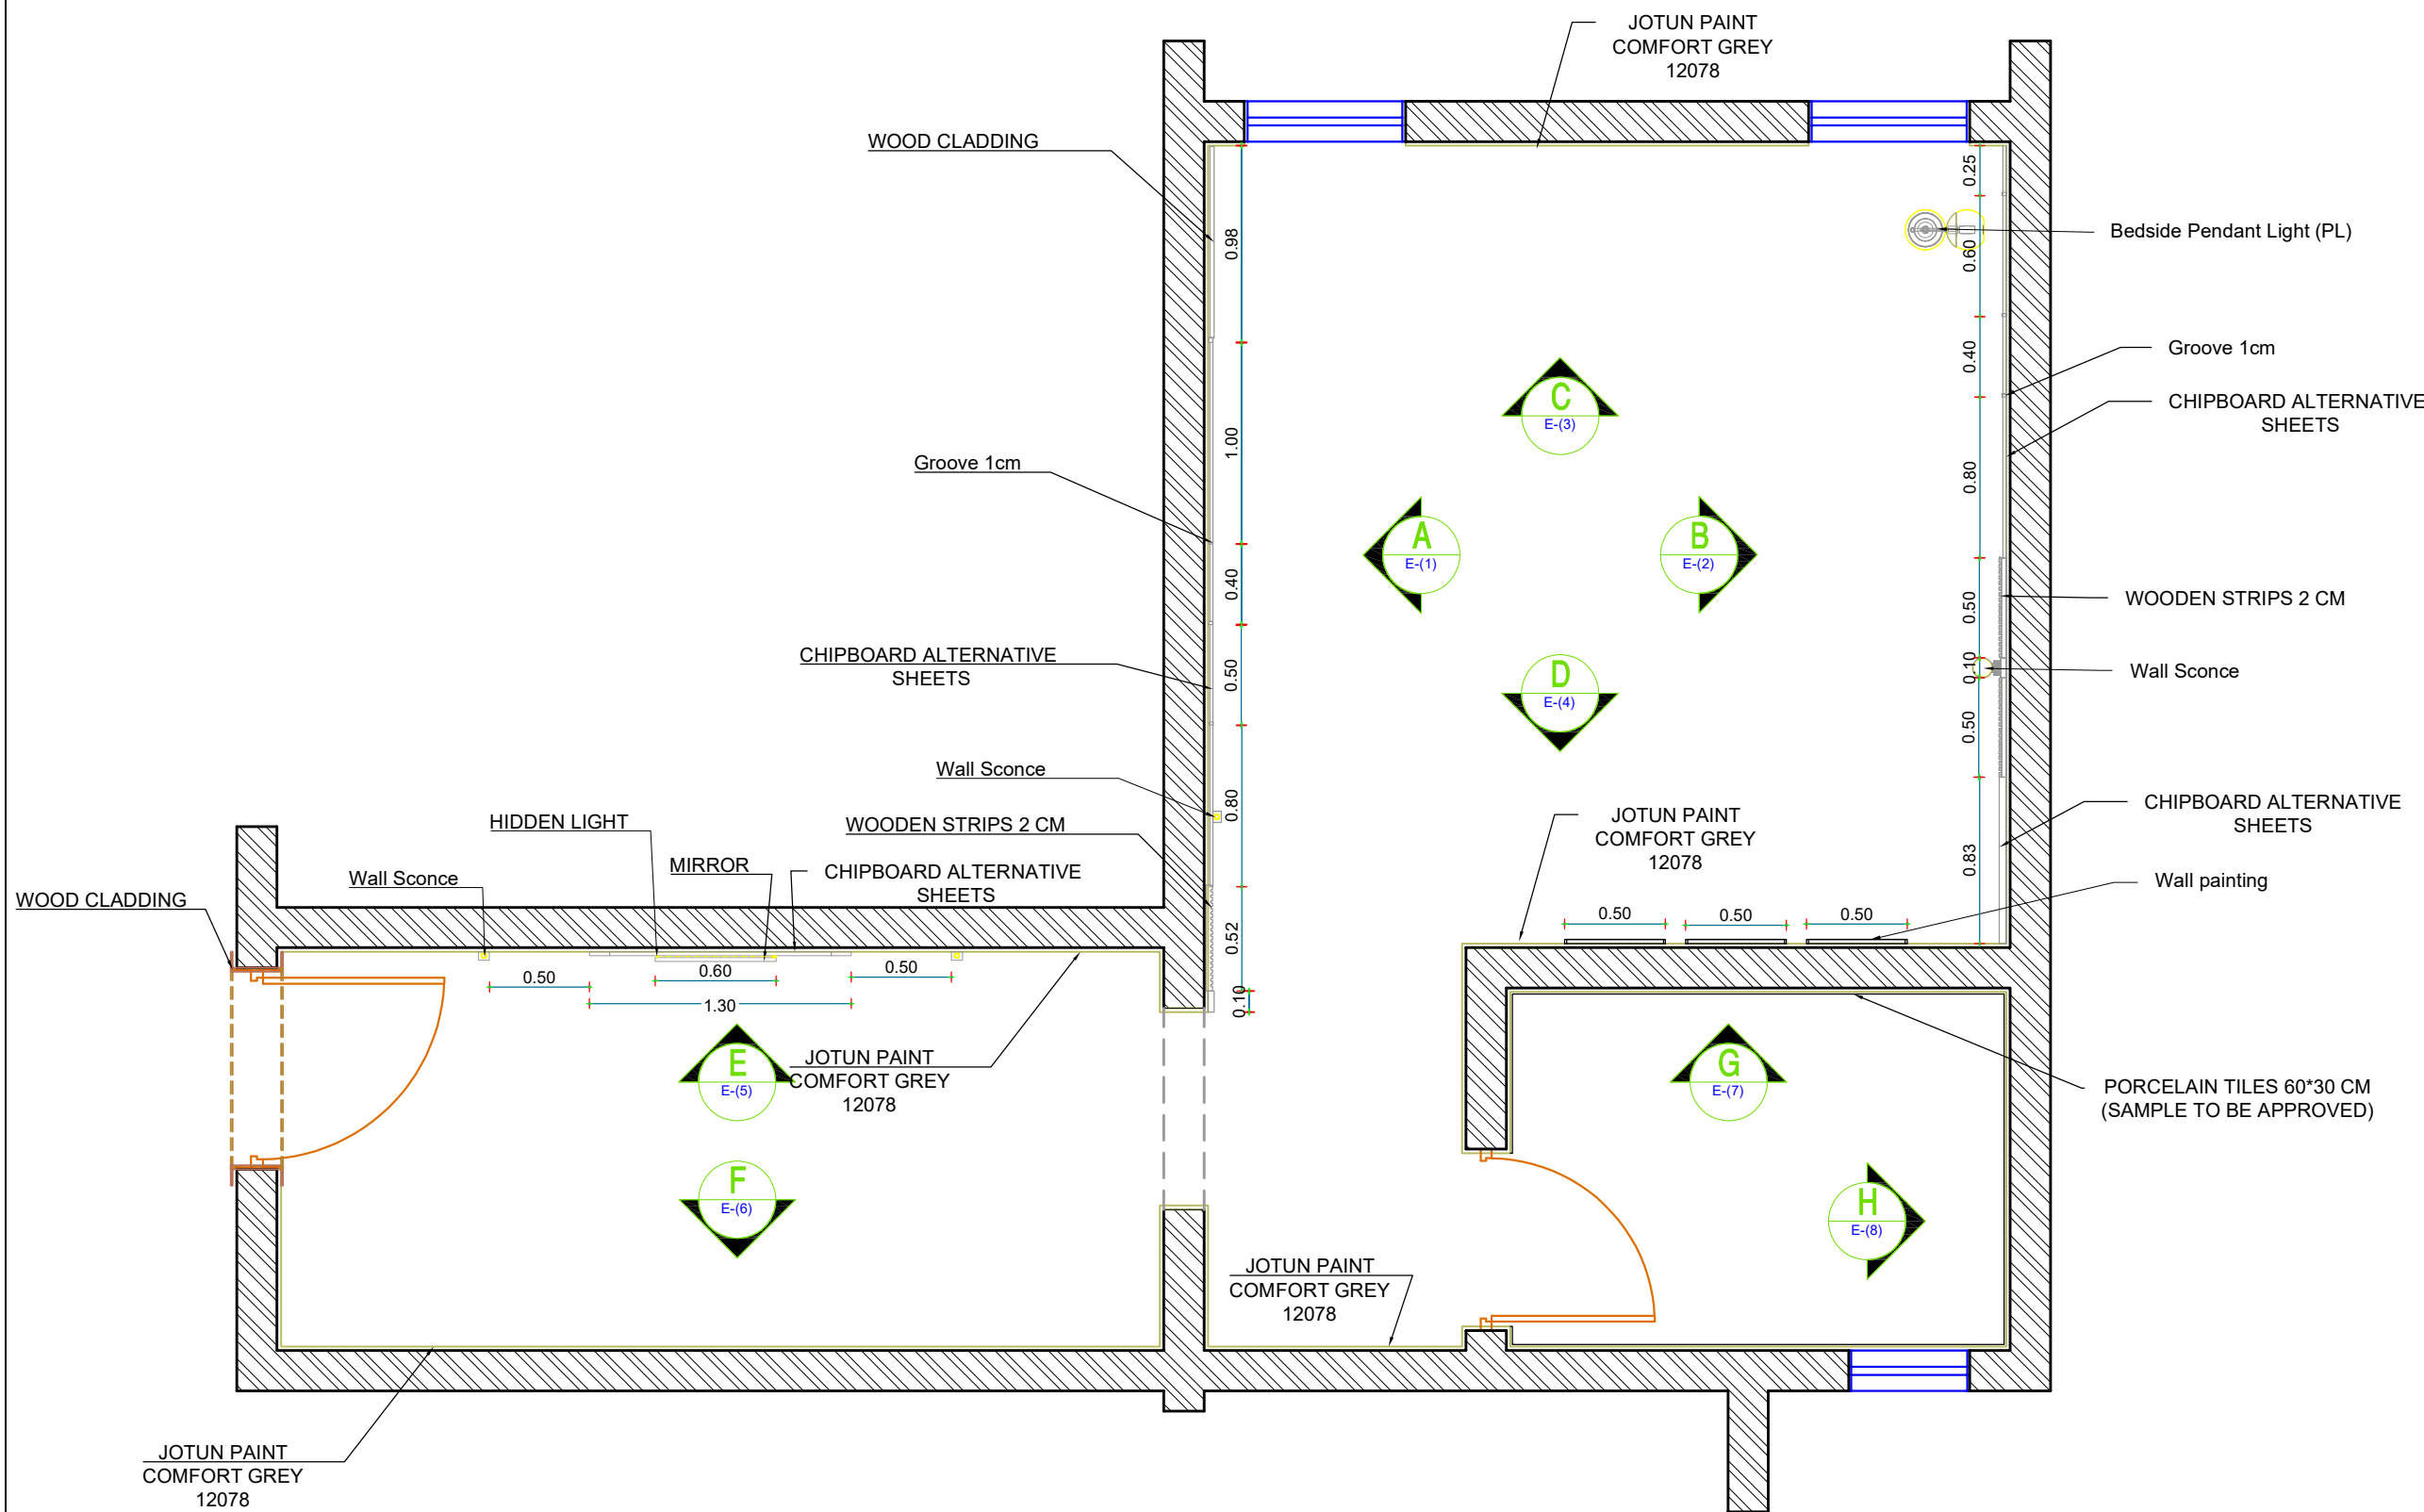 JOTUN PAINT
COMFORT GREY
12078
WOOD CLADDING
0.98
0.25
Bedside Pendant Light (PL)
0.60
0.40
Groove 1cm
CHIPBOARD ALTERNATIVE
SHEETS
C
E-(3)
1.00
Groove 1cm
0.80
A
E-(1)
B
E-(2)
0.40
0.50
WOODEN STRIPS 2 CM
CHIPBOARD ALTERNATIVE
SHEETS
0.50
D
E-(4)
0.10
Wall Sconce
0.50
Wall Sconce
0.80
HIDDEN LIGHT
WOODEN STRIPS 2 CM
JOTUN PAINT
COMFORT GREY
12078
CHIPBOARD ALTERNATIVE
SHEETS
0.83
Wall Sconce
MIRROR
CHIPBOARD ALTERNATIVE
SHEETS
Wall painting
WOOD CLADDING
0.50
0.50
0.50
0.52
0.50
0.60
0.50
1.30
0.10
E
E-(5)
JOTUN PAINT
COMFORT GREY
12078
G
E-(7)
PORCELAIN TILES 60*30 CM
(SAMPLE TO BE APPROVED)
F
E-(6)
H
E-(8)
JOTUN PAINT
COMFORT GREY
12078
JOTUN PAINT
COMFORT GREY
12078